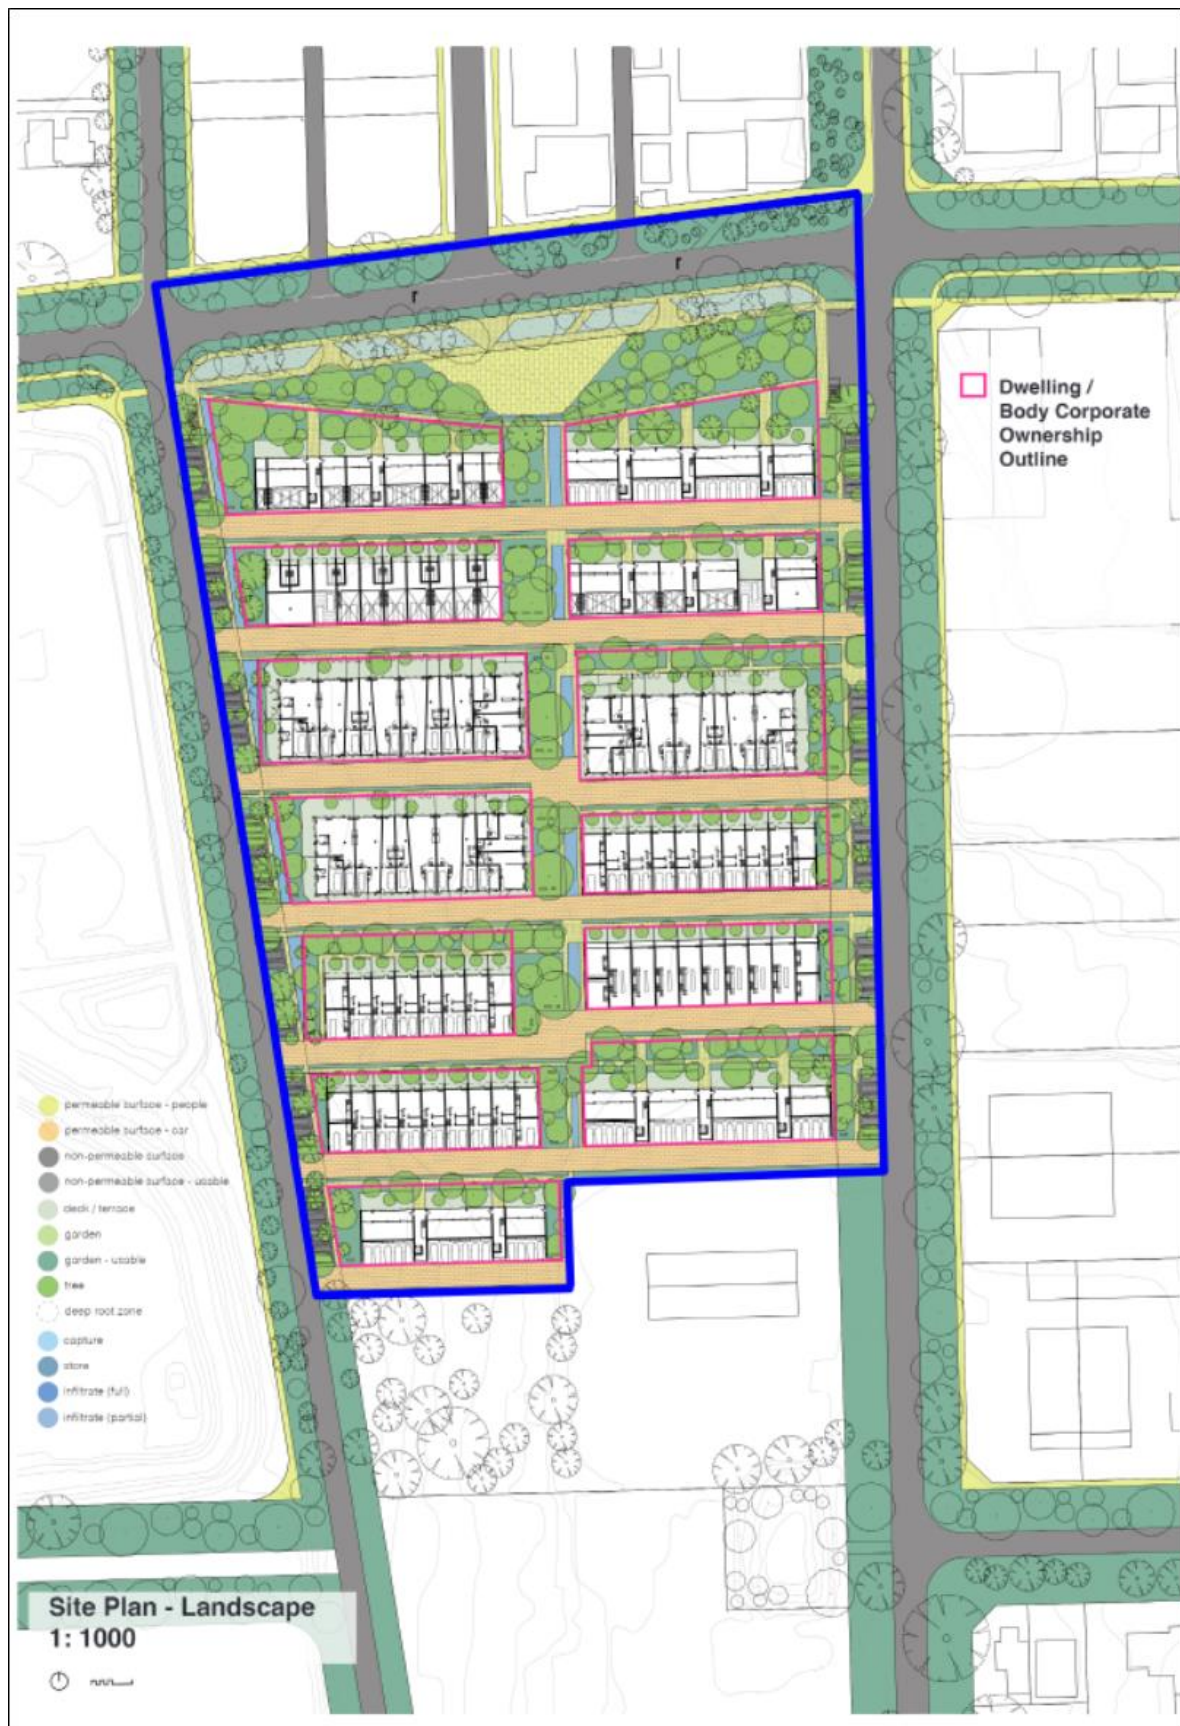 r
r
Dwelling /
Body Corporate
Ownership
Outline
permeable surface - people
permeable surface - car
non-permeable surface
non-permeable surface - usable
deck / terrace
garden
garden - usable
tree
deep root zone
capture
store
infiltrate (full)
infiltrate (partial)
Site Plan - Landscape
1: 1000